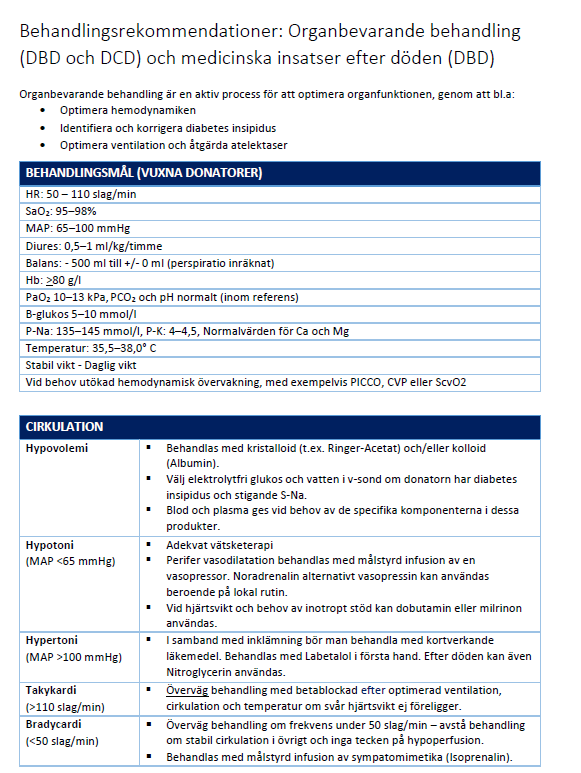 Behandlingsrekommendationer: Organbevarande behandling
(DBD och DCD) och medicinska insatser efter döden (DBD)
Organbevarande behandling är en aktiv process för att optimera organfunktionen, genom att bl.a:
• Optimera hemodynamiken
• Identifiera och korrigera diabetes insipidus
• Optimera ventilation och åtgärda atelektaser
BEHANDLINGSMÅL (VUXNA DONATORER)
HR: 50 – 110 slag/min
SaO₂: 95–98%
MAP: 65–100 mmHg
Diures: 0,5–1 ml/kg/timme
Balans: - 500 ml till +/- 0 ml (perspiratio inräknat)
Hb: ≥80 g/l
PaO₂ 10–13 kPa, PCO₂ och pH normalt (inom referens)
B-glukos 5–10 mmol/l
P-Na: 135–145 mmol/l, P-K: 4–4,5, Normalvärden för Ca och Mg
Temperatur: 35,5–38,0° C
Stabil vikt - Daglig vikt
Vid behov utökad hemodynamisk övervakning, med exempelvis PICCO, CVP eller ScvO2
CIRKULATION
Hypovolemi
▪ Behandlas med kristalloid (t.ex. Ringer-Acetat) och/eller kolloid
(Albumin).
▪ Välj elektrolytfri glukos och vatten i v-sond om donatorn har diabetes
insipidus och stigande S-Na.
▪ Blod och plasma ges vid behov av de specifika komponenterna i dessa
produkter.
Hypotoni
(MAP <65 mmHg)
▪ Adekvat vätsketerapi
▪ Perifer vasodilatation behandlas med målstyrd infusion av en
vasopressor. Noradrenalin alternativt vasopressin kan användas
beroende på lokal rutin.
▪ Vid hjärtsvikt och behov av inotropt stöd kan dobutamin eller milrinon
användas.
Hypertoni
(MAP >100 mmHg)
▪ I samband med inklämning bör man behandla med kortverkande
läkemedel. Behandlas med Labetalol i första hand. Efter döden kan även
Nitroglycerin användas.
Takykardi
(>110 slag/min)
▪ Överväg behandling med betablockad efter optimerad ventilation,
cirkulation och temperatur om svår hjärtsvikt ej föreligger.
Bradycardi
(<50 slag/min)
▪ Överväg behandling om frekvens under 50 slag/min – avstå behandling
om stabil cirkulation i övrigt och inga tecken på hypoperfusion.
▪ Behandlas med målstyrd infusion av sympatomimetika (Isoprenalin).